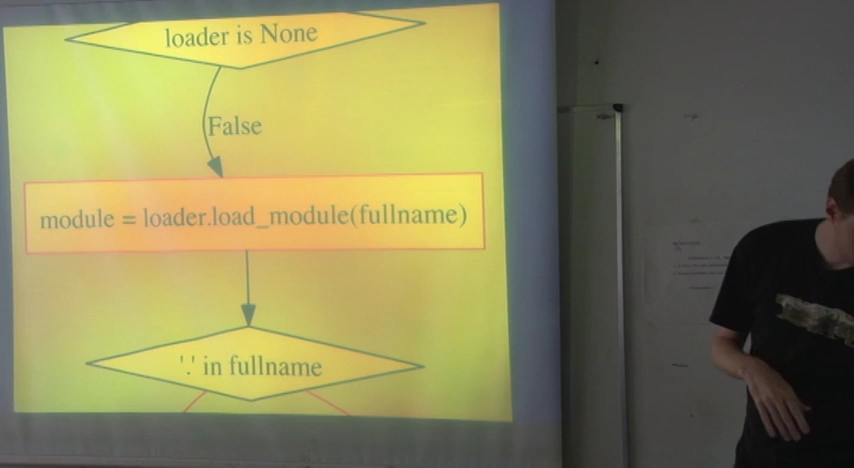 loader is None
False
module = loader.load_module(fullname)
'.' in fullname